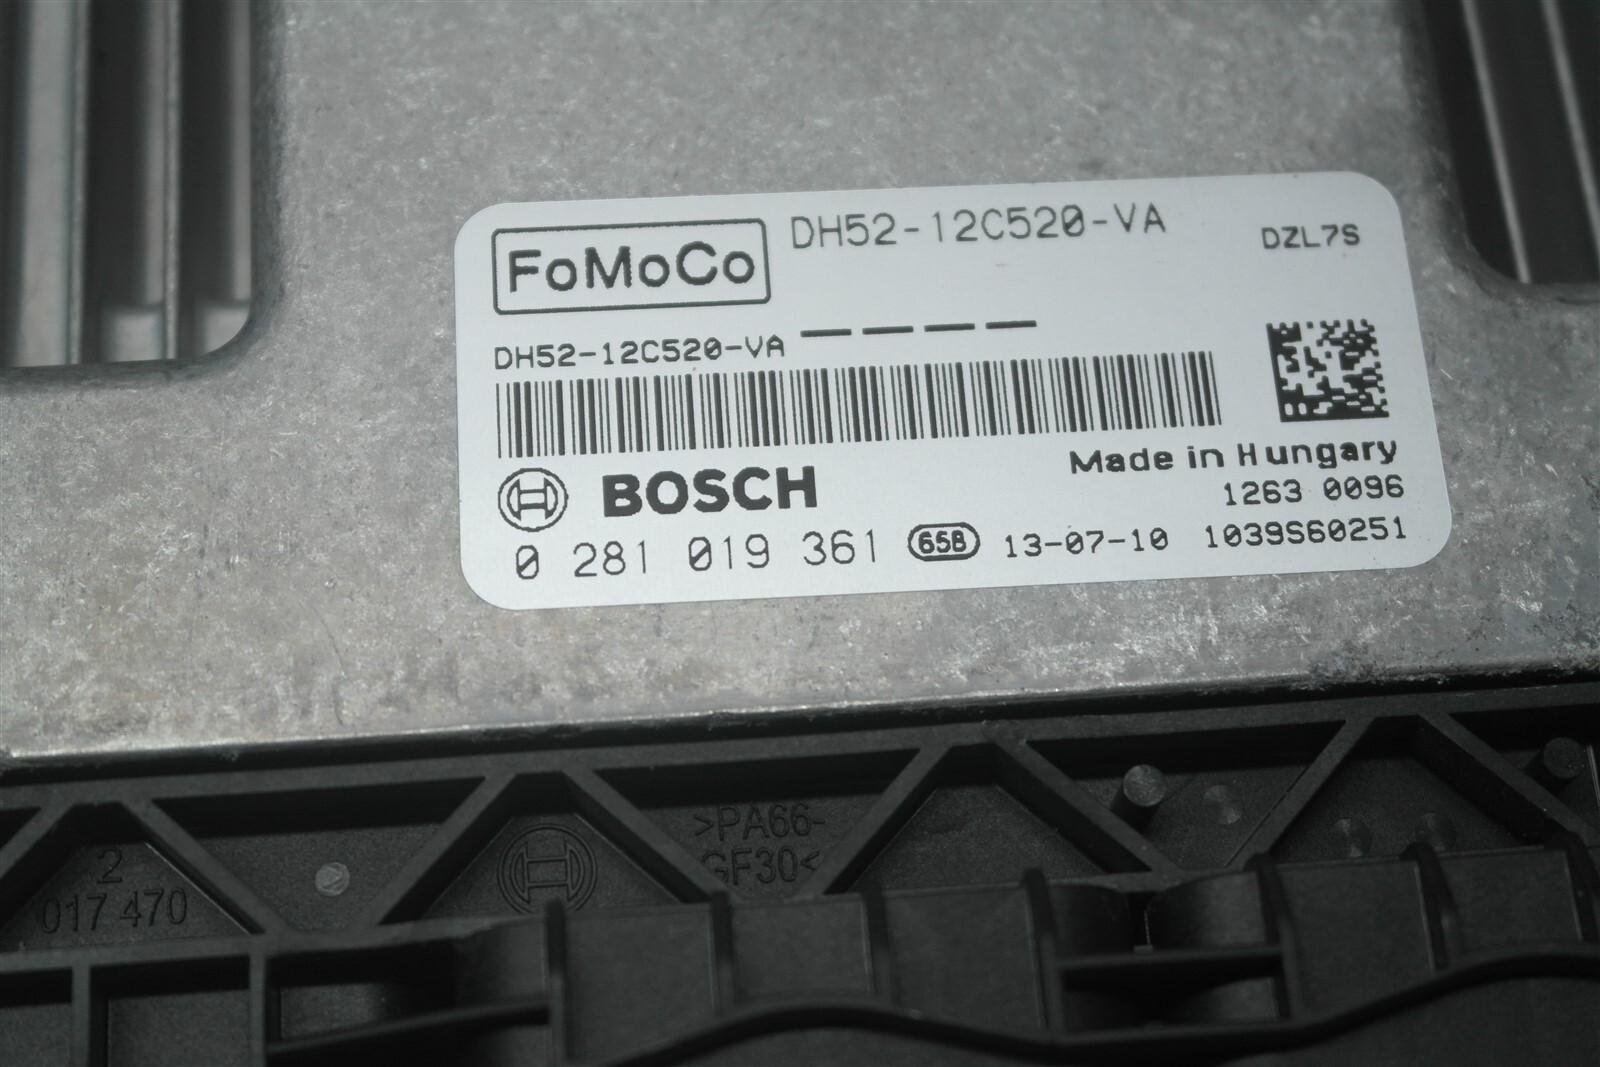 FoMoCo DH52-12C520-VA DZL7S
DH52-12C520-VA
BOSCH
Made in Hungary
1263 0096
0 281 019 361 65B 13-07-10 1039S60251
>PA66-
GF30<
2
017 470